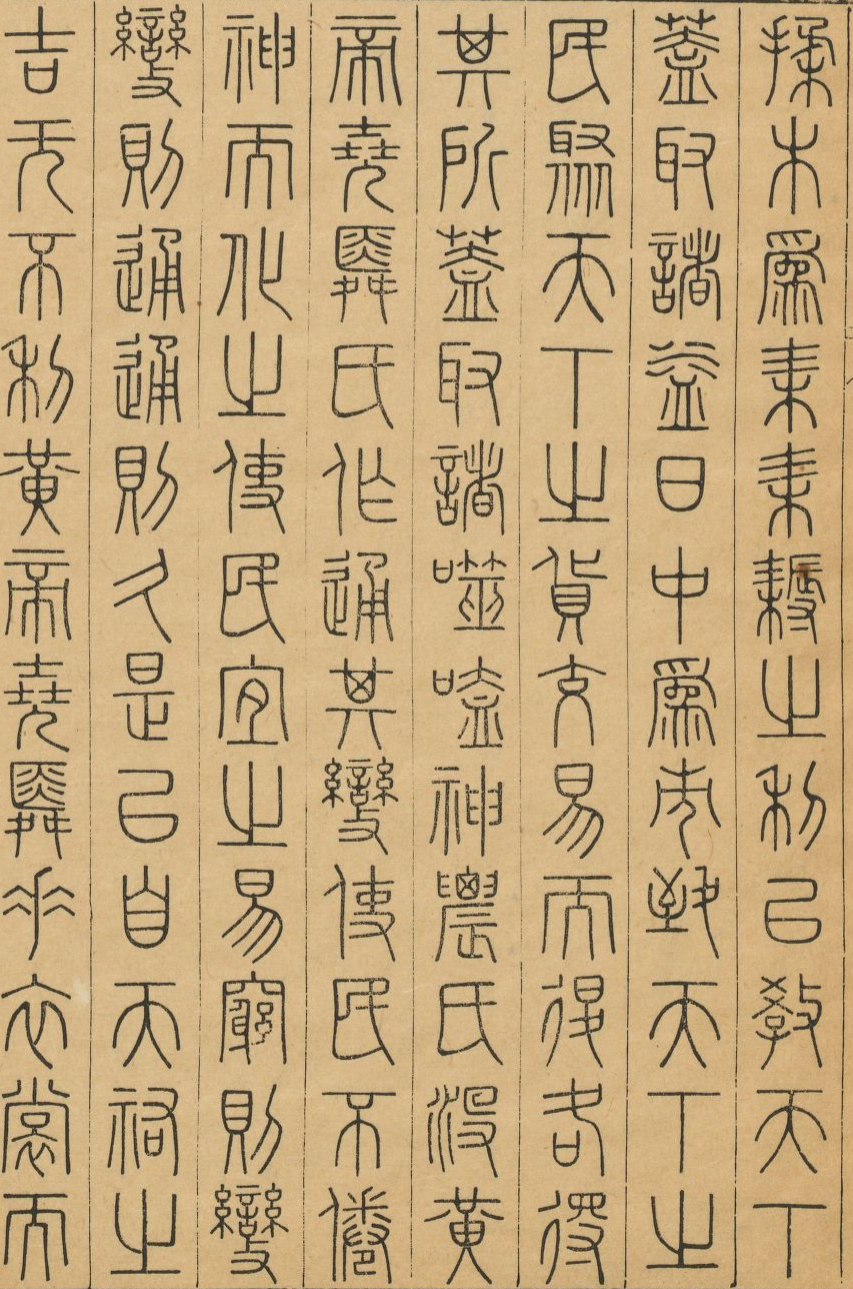 揉木爲耒耒耨之利以教天下
蓋取諸益日中爲市致天下之
民聚天下之貨交易而退各得
其所蓋取諸噬嗑神農氏沒黃
帝堯舜氏作通其變使民不倦
神而化之使民宜之易窮則變
變則通通則久是以自天祐之
吉无不利黃帝堯舜垂衣裳而